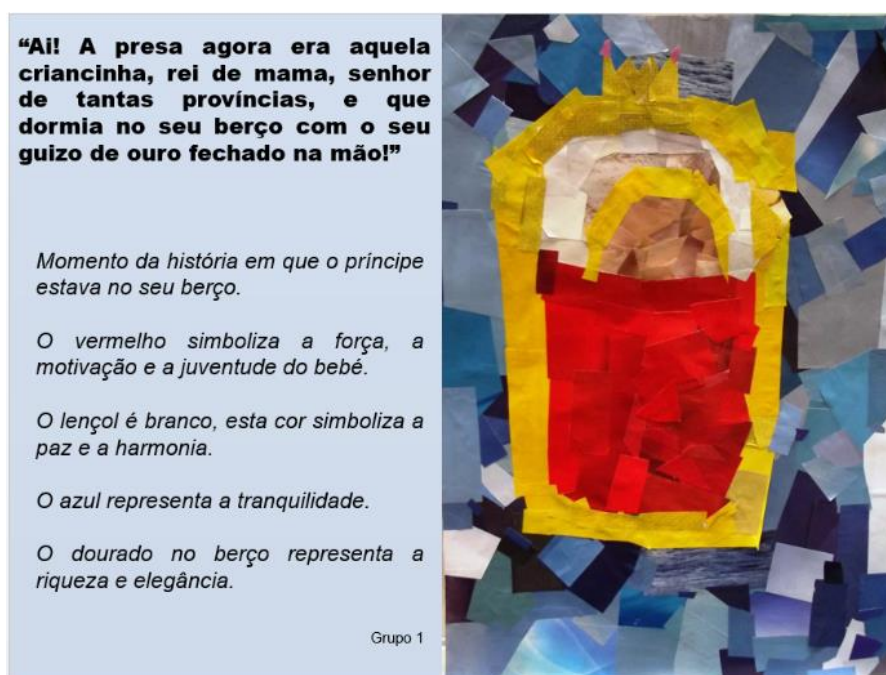 “Ai! A presa agora era aquela
criancinha, rei de mama, senhor
de tantas províncias, e que
dormia no seu berço com o seu
guizo de ouro fechado na mão!”
Momento da história em que o príncipe
estava no seu berço.
O vermelho simboliza a força, a
motivação e a juventude do bebé.
O lençol é branco, esta cor simboliza a
paz e a harmonia.
O azul representa a tranquilidade.
O dourado no berço representa a
riqueza e elegância.
Grupo 1